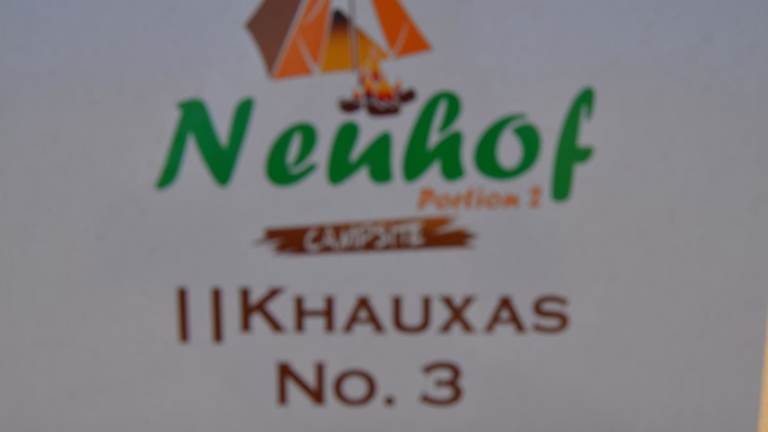 Neuhof
Portion 2
CAMPSITE
||KHAUXAS
No. 3